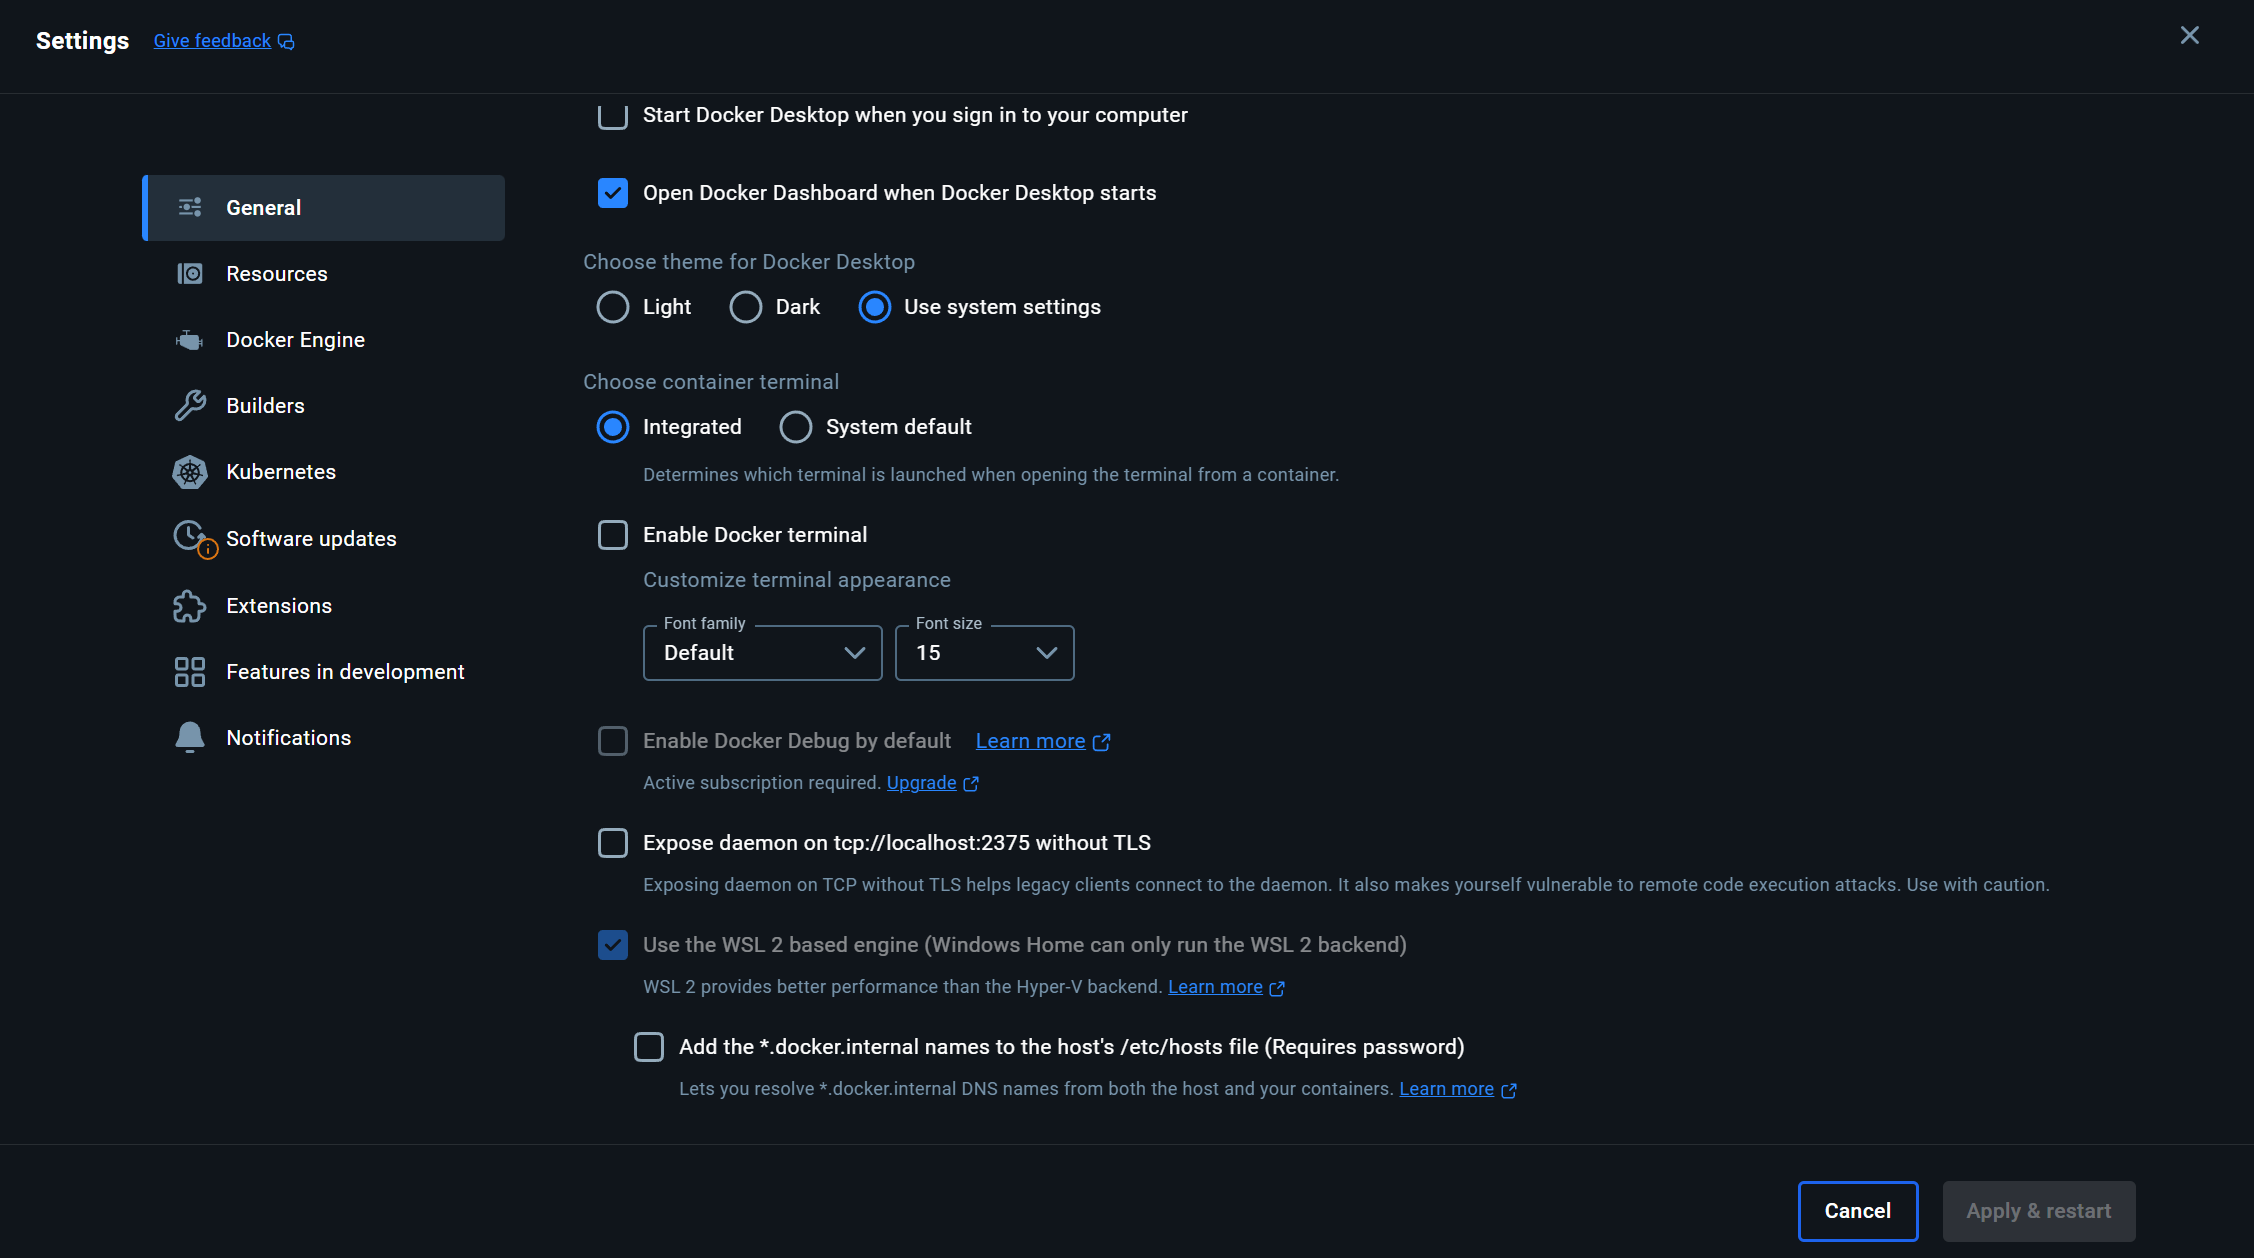 Settings Give feedback
General
Resources
Docker Engine
Builders
Kubernetes
Software updates
Extensions
Features in development
Notifications
Start Docker Desktop when you sign in to your computer
Open Docker Dashboard when Docker Desktop starts
Choose theme for Docker Desktop
Light Dark Use system settings
Choose container terminal
Integrated System default
Determines which terminal is launched when opening the terminal from a container.
Enable Docker terminal
Customize terminal appearance
Font family Font size
Default 15
Enable Docker Debug by default Learn more
Active subscription required. Upgrade
Expose daemon on tcp://localhost:2375 without TLS
Exposing daemon on TCP without TLS helps legacy clients connect to the daemon. It also makes yourself vulnerable to remote code execution attacks. Use with caution.
Use the WSL 2 based engine (Windows Home can only run the WSL 2 backend)
WSL 2 provides better performance than the Hyper-V backend. Learn more
Add the *.docker.internal names to the host's /etc/hosts file (Requires password)
Lets you resolve *.docker.internal DNS names from both the host and your containers. Learn more
Cancel Apply & restart